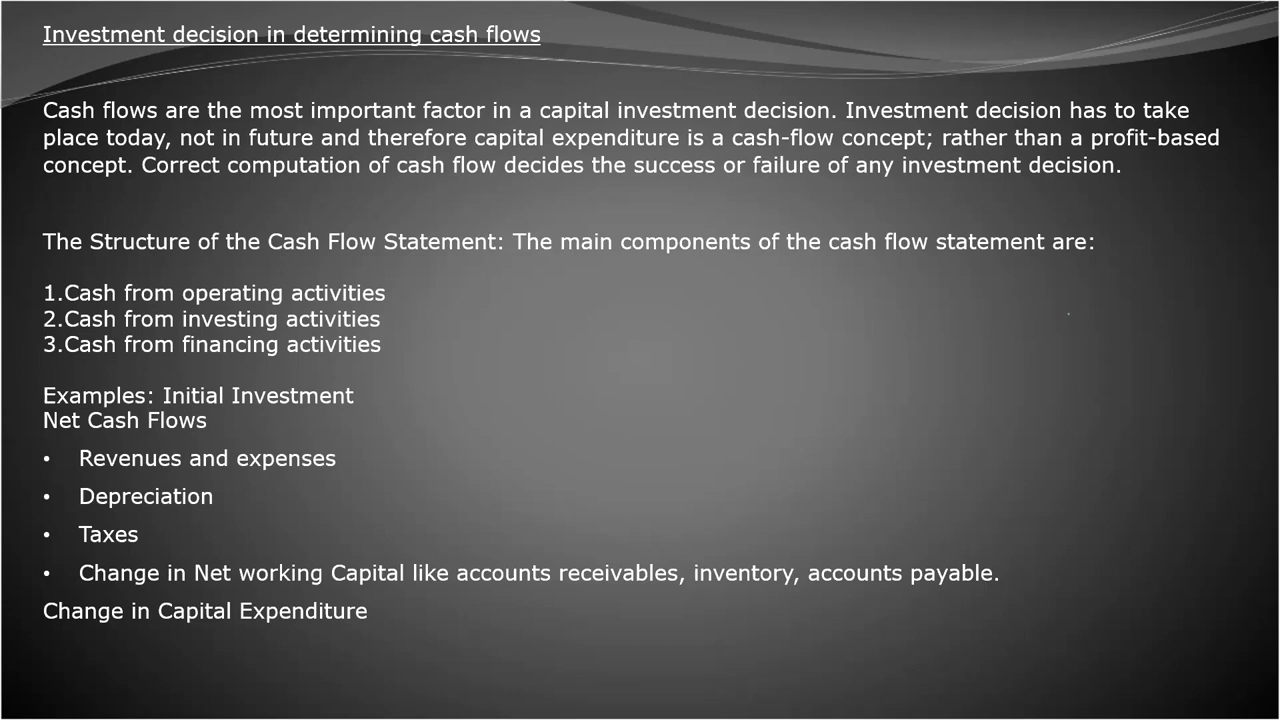 Investment decision in determining cash flows
Cash flows are the most important factor in a capital investment decision. Investment decision has to take
place today, not in future and therefore capital expenditure is a cash-flow concept; rather than a profit-based
concept. Correct computation of cash flow decides the success or failure of any investment decision.
The Structure of the Cash Flow Statement: The main components of the cash flow statement are:
1.Cash from operating activities
2.Cash from investing activities
3.Cash from financing activities
Examples: Initial Investment
Net Cash Flows
• Revenues and expenses
• Depreciation
• Taxes
• Change in Net working Capital like accounts receivables, inventory, accounts payable.
Change in Capital Expenditure